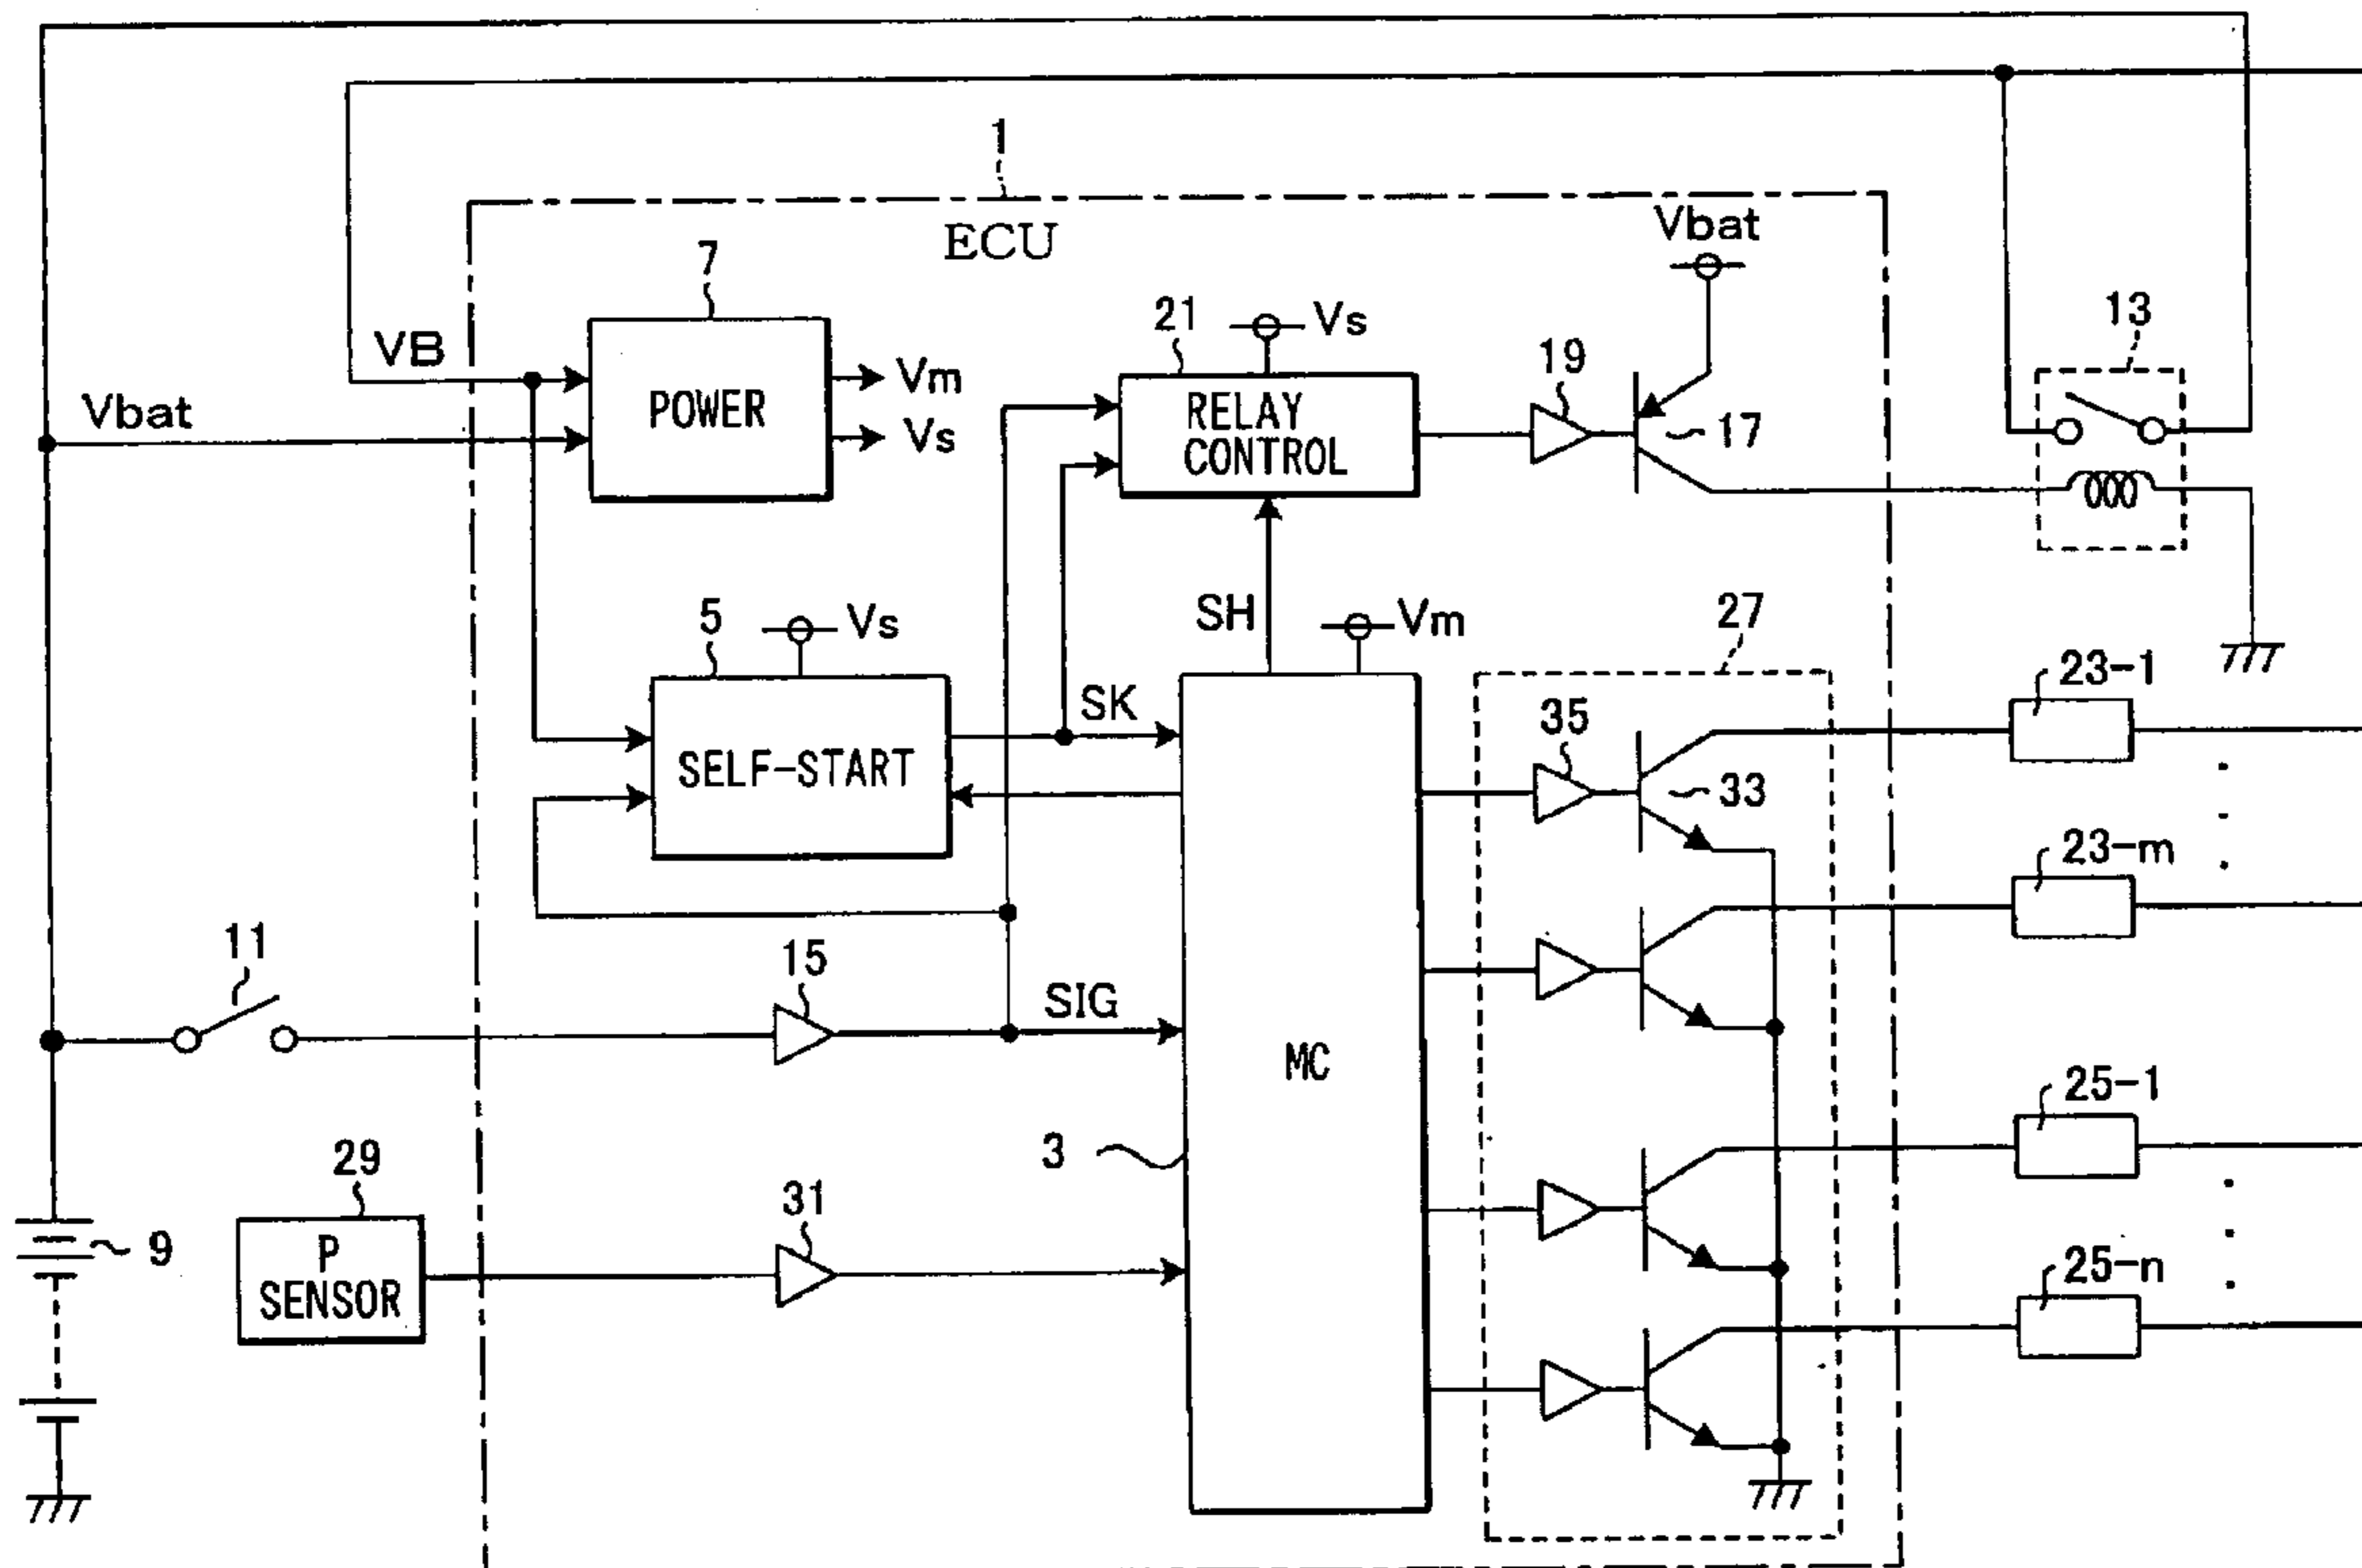 1
ECU
Vbat
7
VB
POWER
Vm
Vs
Vbat
21
Vs
RELAY
CONTROL
19
17
13
5
Vs
SELF-START
SK
SH
Vm
27
35
33
23-1
23-m
11
15
SIG
MC
3
25-1
25-n
9
29
P
SENSOR
31